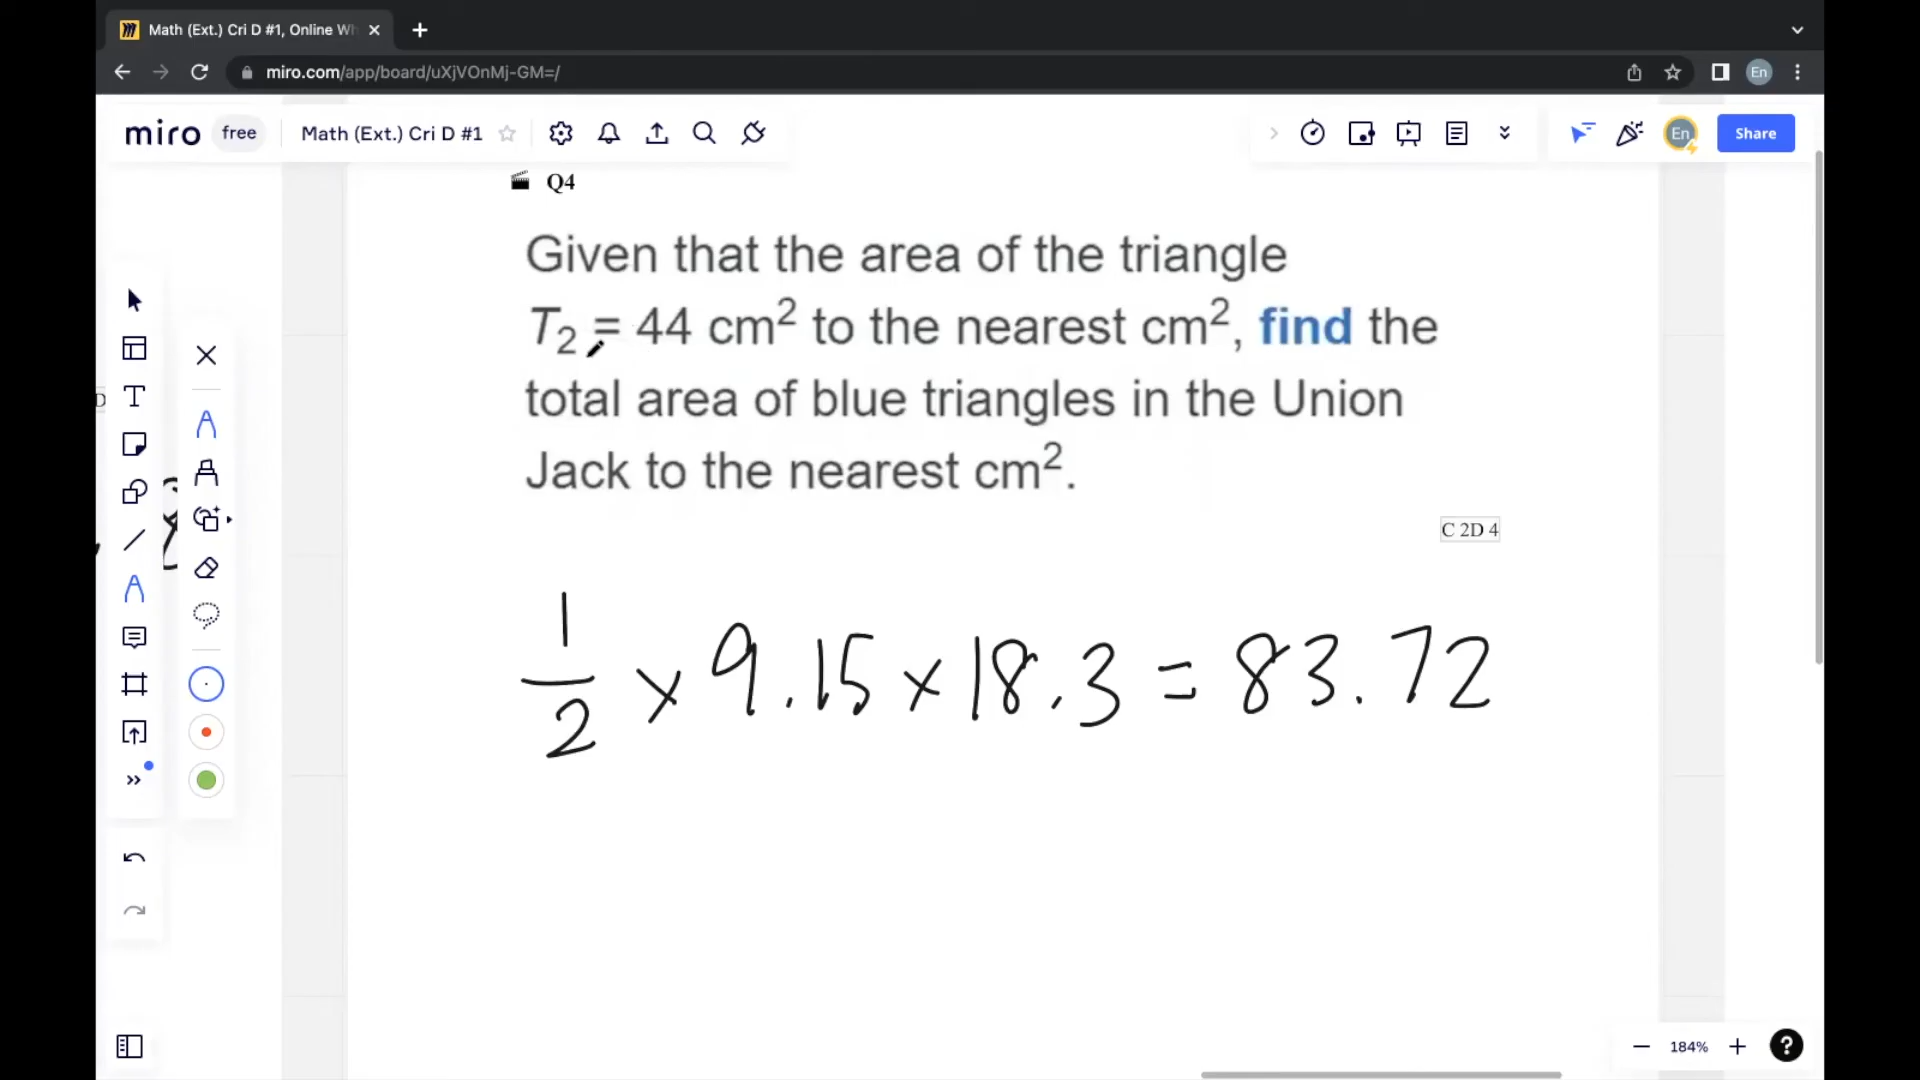 Math (Ext.) Cri D #1, Online Wh
miro.com/app/board/uXjVOnMj-GM=/
En
miro free Math (Ext.) Cri D #1
En Share
Q4
Given that the area of the triangle
T₂ = 44 cm² to the nearest cm², find the
total area of blue triangles in the Union
Jack to the nearest cm².
C 2D 4
1/2 × 9.15 × 18.3 = 83.72
184%